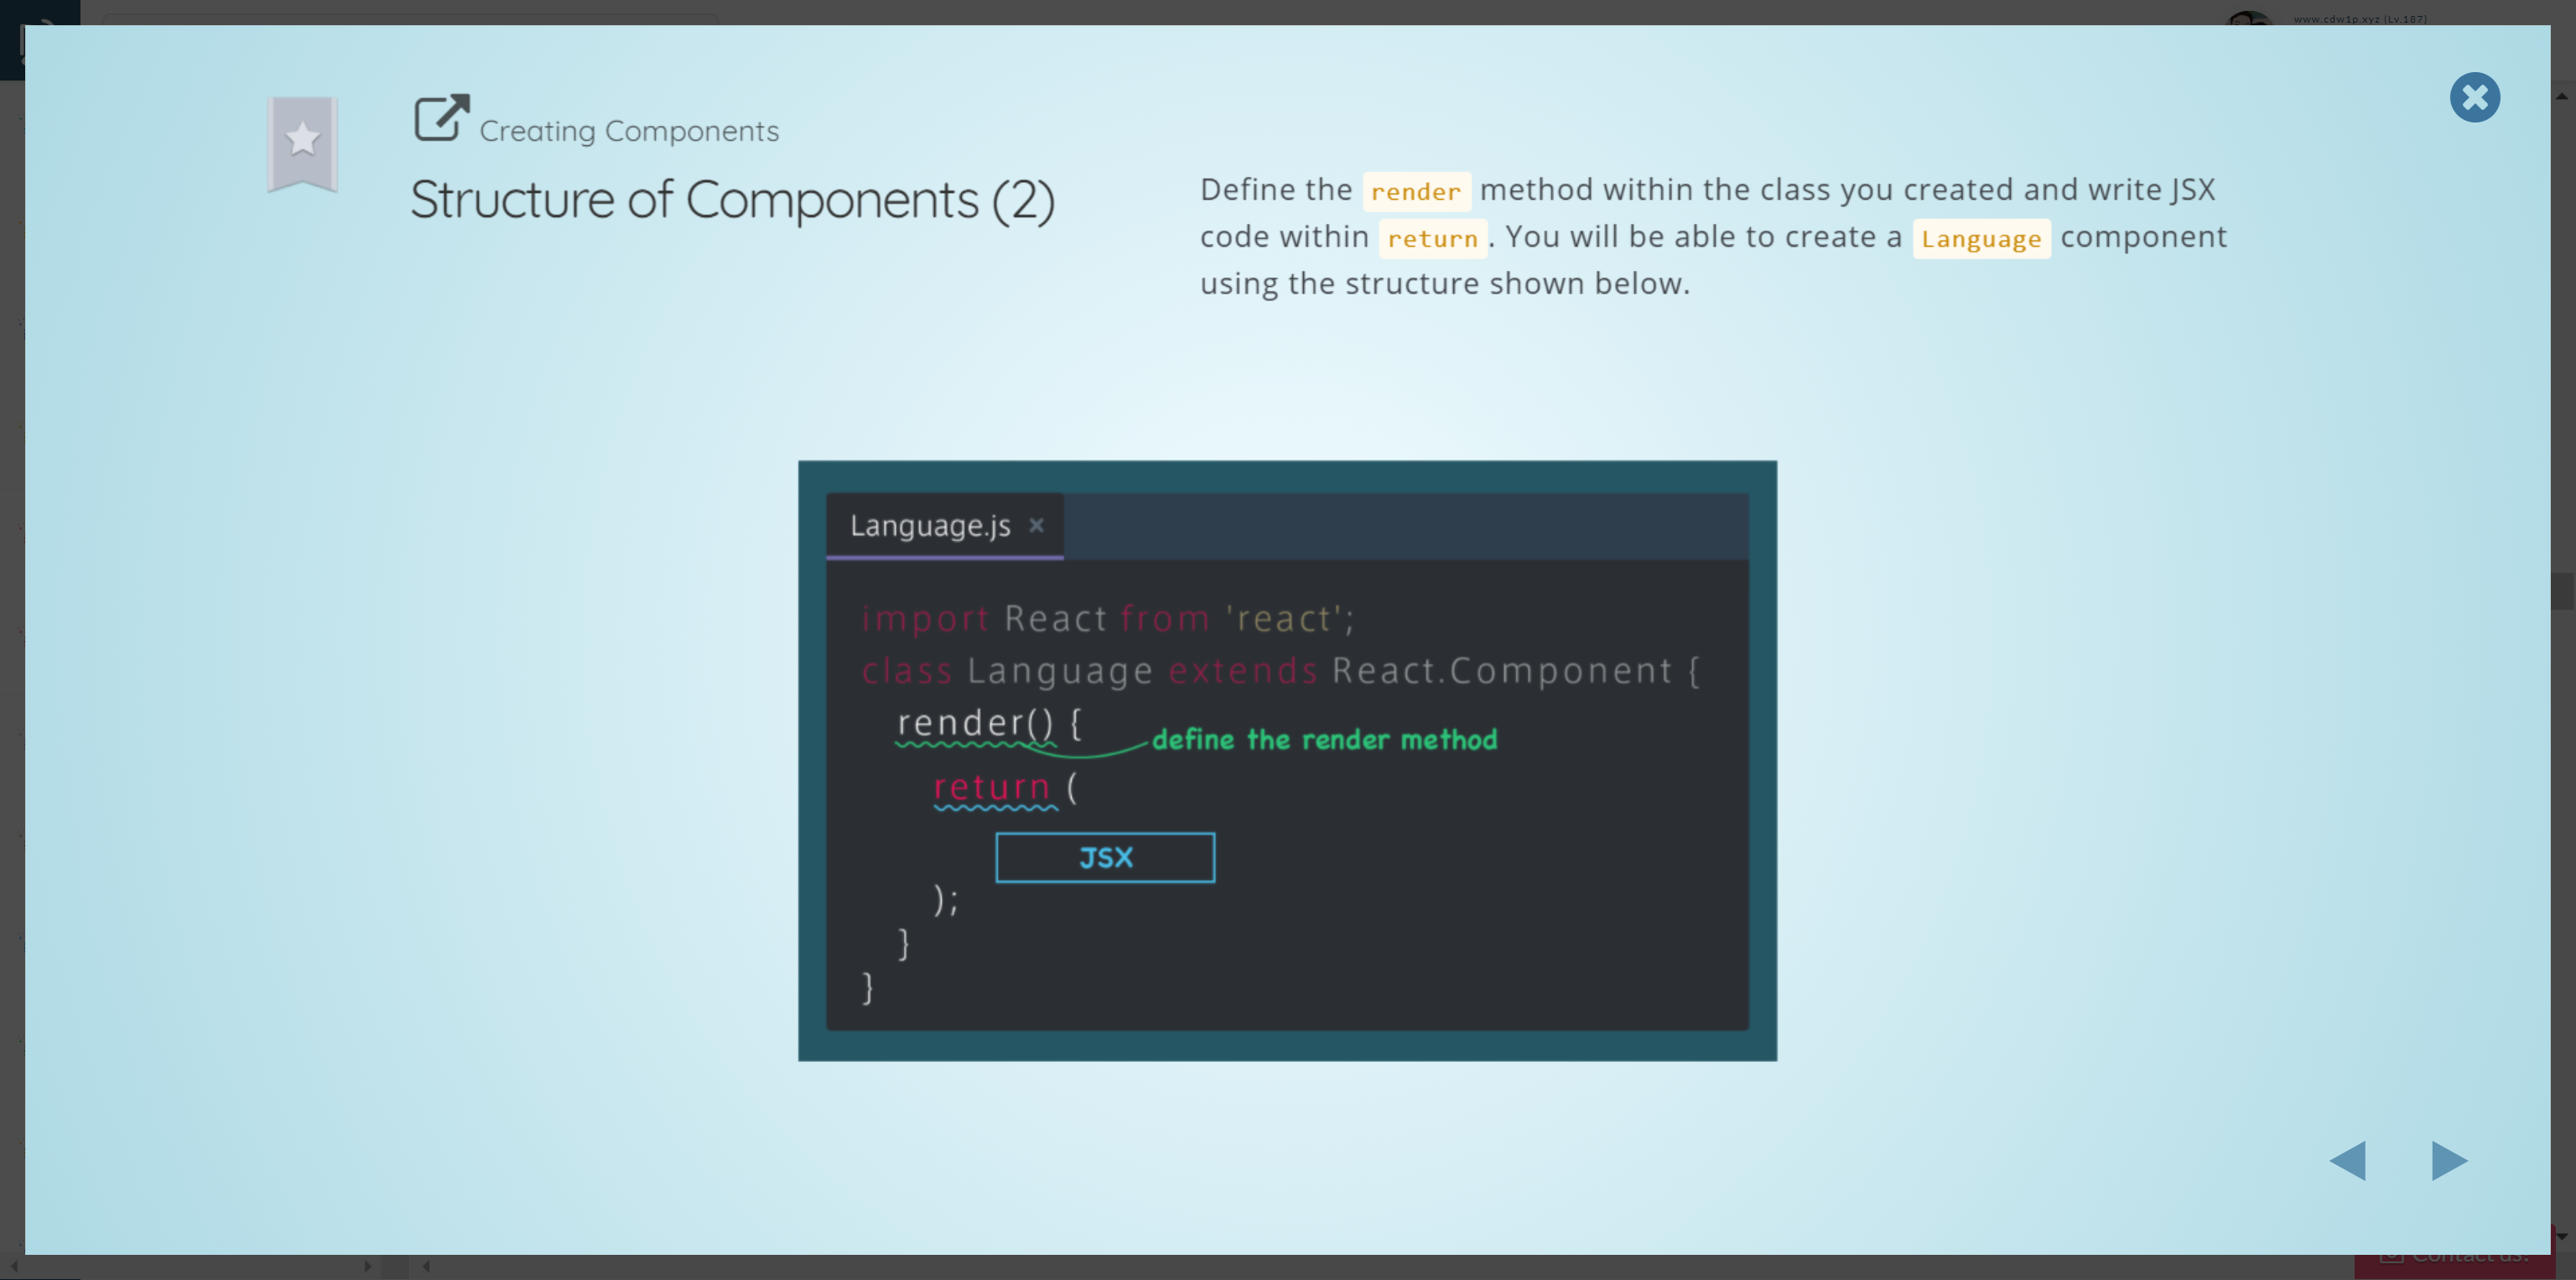 www.cdw1p.xyz (Lv.187)
Creating Components
Structure of Components (2)
Define the render method within the class you created and write JSX
code within return. You will be able to create a Language component
using the structure shown below.
Language.js ×
import React from 'react';
class Language extends React.Component {
render() {
define the render method
return (
JSX
);
}
}
Contact us!